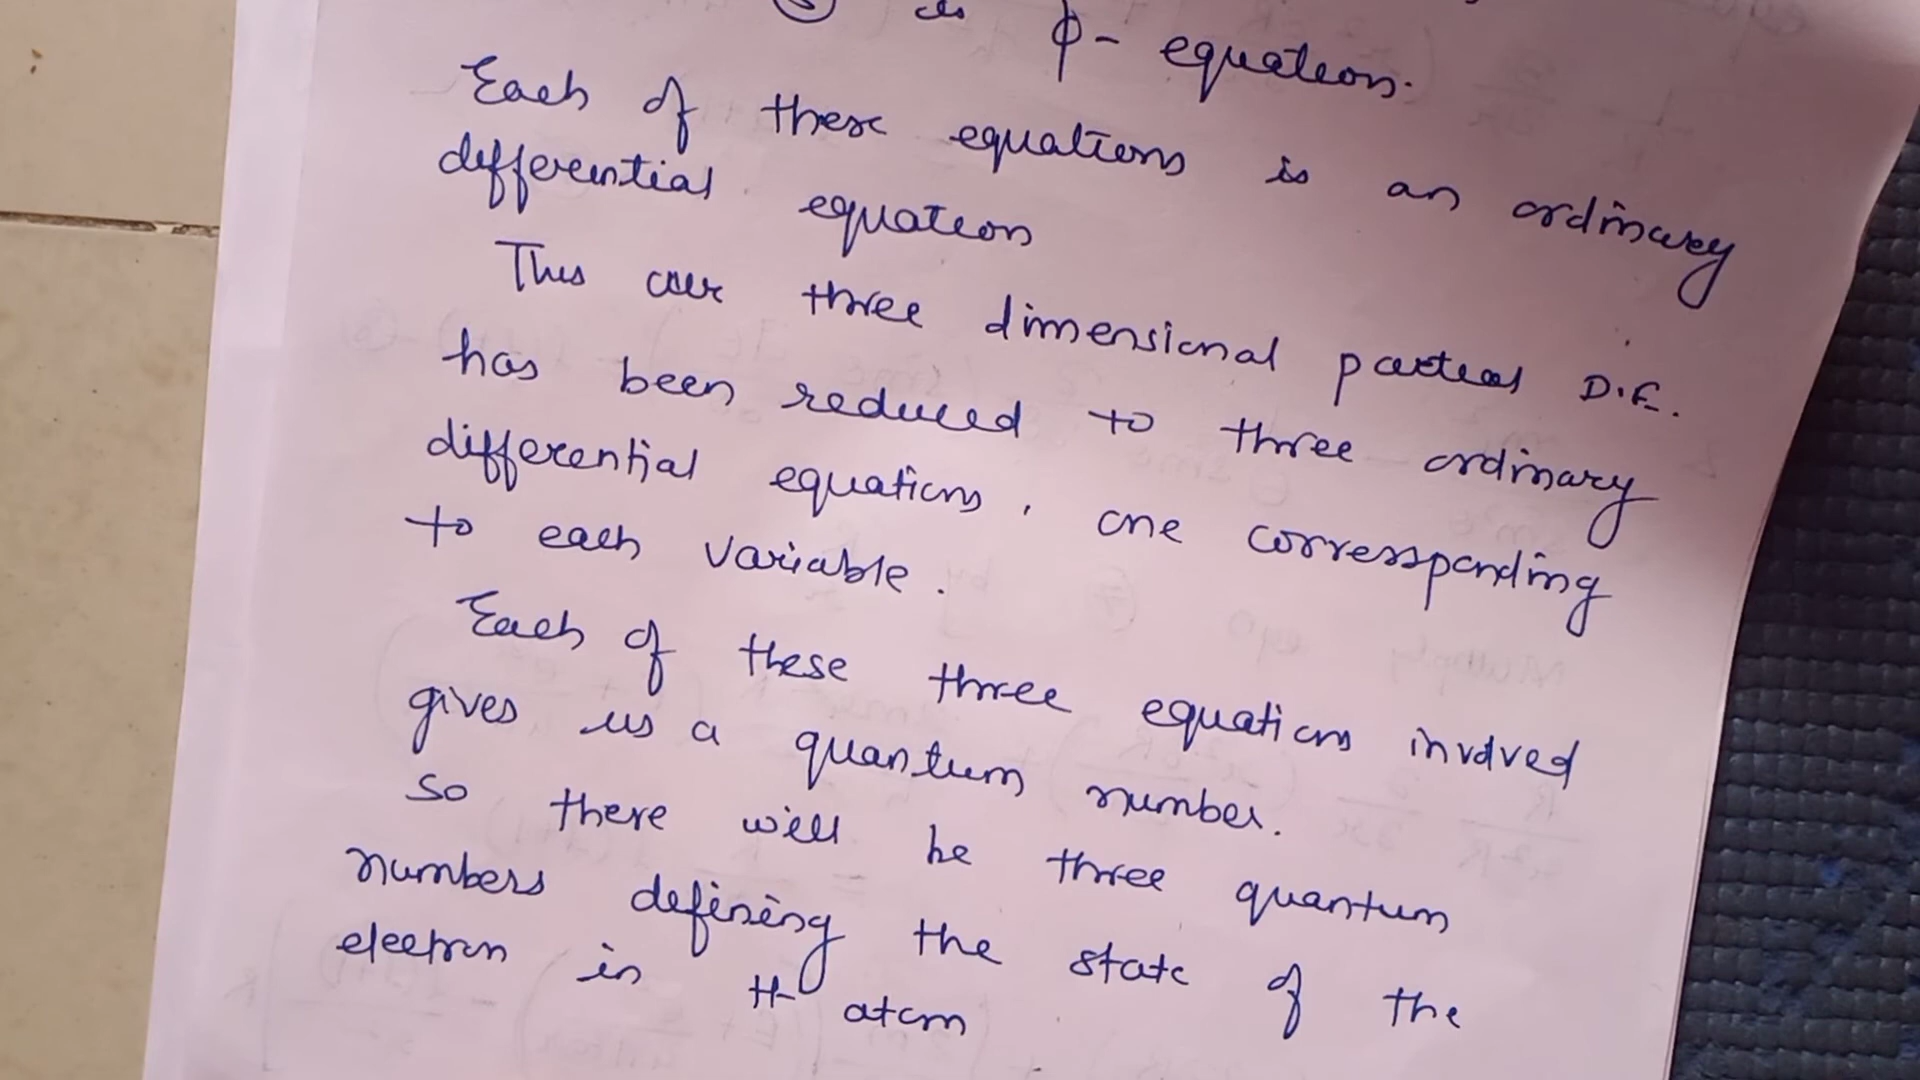 is ϕ- equation.
Each of these equations is an ordinary
differential equation
This our three dimensional partial D.E.
has been reduced to three ordinary
differential equations, one corresponding
to each variable.
Each of these three equations involved
gives us a quantum number.
So there will be three quantum
numbers defining the state of the
electron in H- atom